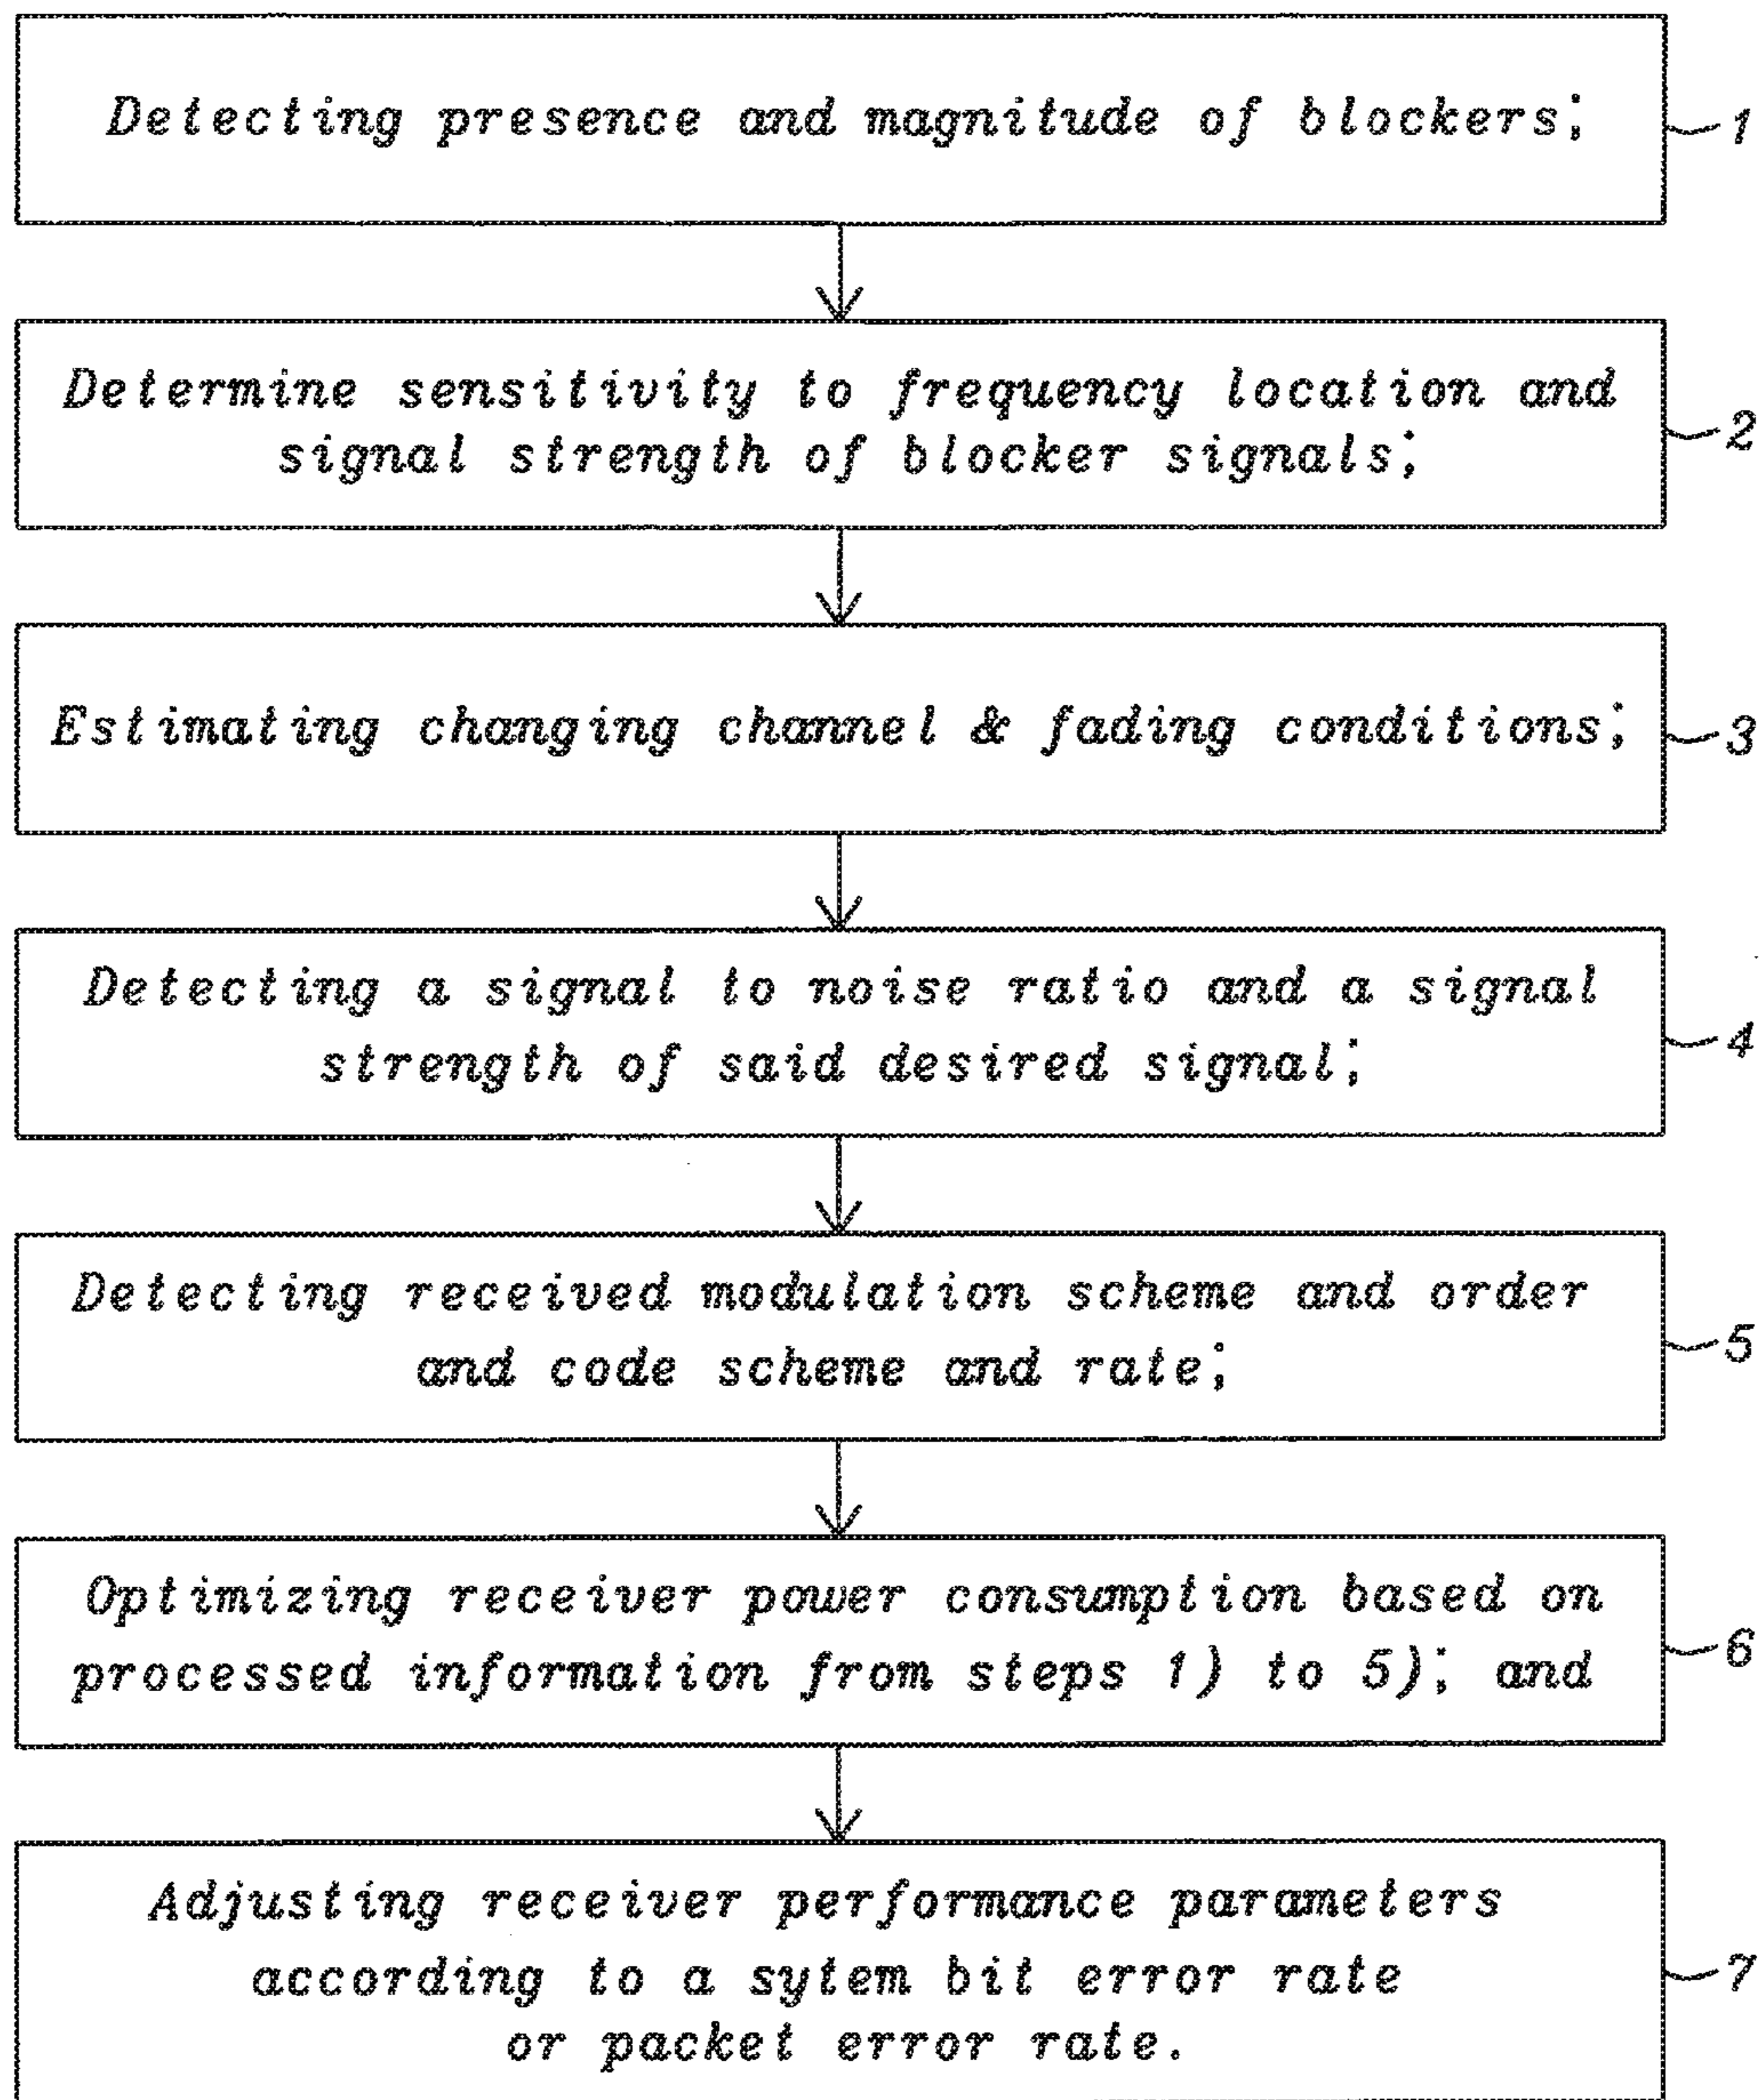 Detecting presence and magnitude of blockers;
1
Determine sensitivity to frequency location and
signal strength of blocker signals;
2
Estimating changing channel & fading conditions;
3
Detecting a signal to noise ratio and a signal
strength of said desired signal;
4
Detecting received modulation scheme and order
and code scheme and rate;
5
Optimizing receiver power consumption based on
processed information from steps 1) to 5); and
6
Adjusting receiver performance parameters
according to a sytem bit error rate
or packet error rate.
7